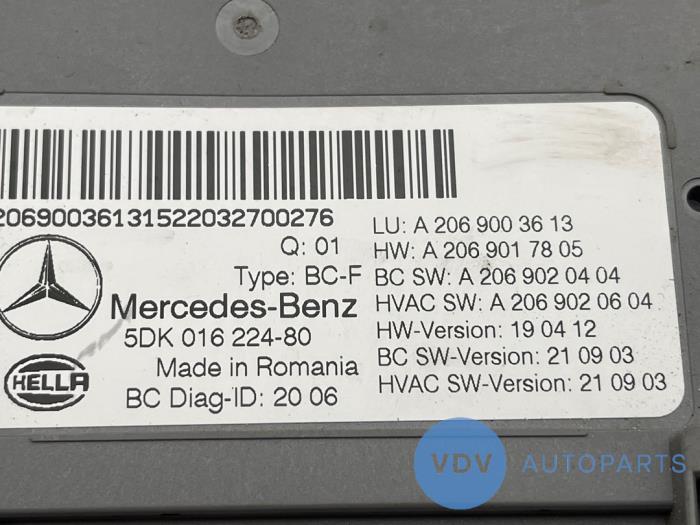 2069003613152203270027​6
Q: 01
Type: BC-F
Mercedes-Benz
5DK 016 224-80
Made in Romania
BC Diag-ID: 20 06
HELLA
LU: A 206 900 36 13
HW: A 206 901 78 05
BC SW: A 206 902 04 04
HVAC SW: A 206 902 06 04
HW-Version: 19 04 12
BC SW-Version: 21 09 03
HVAC SW-Version: 21 09 03
VDV AUTOPARTS